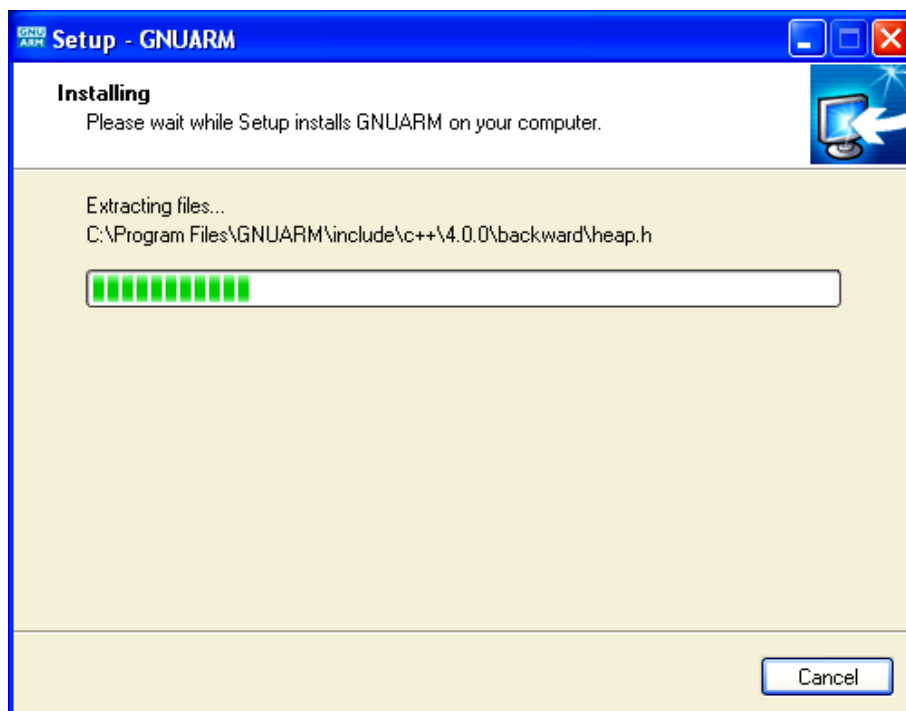 GNU
ARM
Setup - GNUARM
Installing
Please wait while Setup installs GNUARM on your computer.
Extracting files...
C:\Program Files\GNUARM\include\c++\4.0.0\backward\heap.h
Cancel